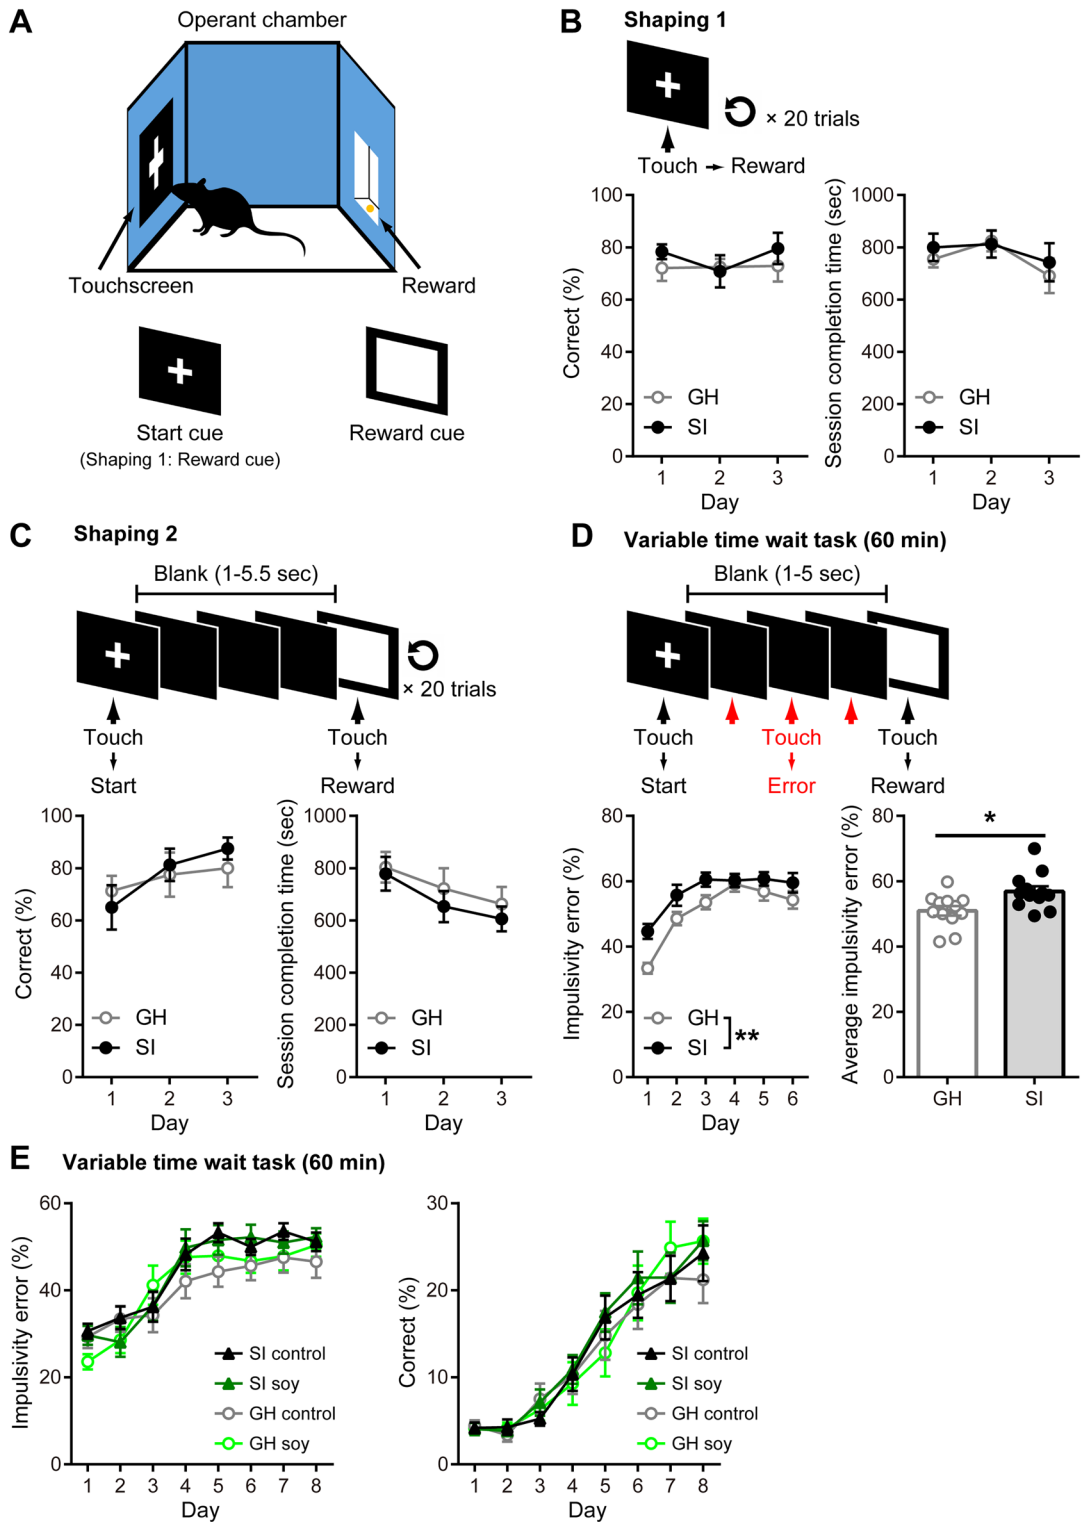 A
Operant chamber
Touchscreen
Reward
Start cue
(Shaping 1: Reward cue)
Reward cue
B
Shaping 1
× 20 trials
Touch → Reward
Correct (%)
100
80
60
40
20
0
GH
SI
1 2 3
Day
Session completion time (sec)
1000
800
600
400
200
0
GH
SI
1 2 3
Day
C
Shaping 2
Blank (1-5.5 sec)
× 20 trials
Touch
Start
Touch
Reward
Correct (%)
100
80
60
40
20
0
GH
SI
1 2 3
Day
Session completion time (sec)
1000
800
600
400
200
0
GH
SI
1 2 3
Day
D
Variable time wait task (60 min)
Blank (1-5 sec)
Touch
Start
Touch
Error
Touch
Reward
Impulsivity error (%)
80
60
40
20
0
GH
SI
**
1 2 3 4 5 6
Day
Average impulsivity error (%)
80
60
40
20
0
*
GH SI
E
Variable time wait task (60 min)
Impulsivity error (%)
60
40
20
0
SI control
SI soy
GH control
GH soy
1 2 3 4 5 6 7 8
Day
Correct (%)
30
20
10
0
SI control
SI soy
GH control
GH soy
1 2 3 4 5 6 7 8
Day